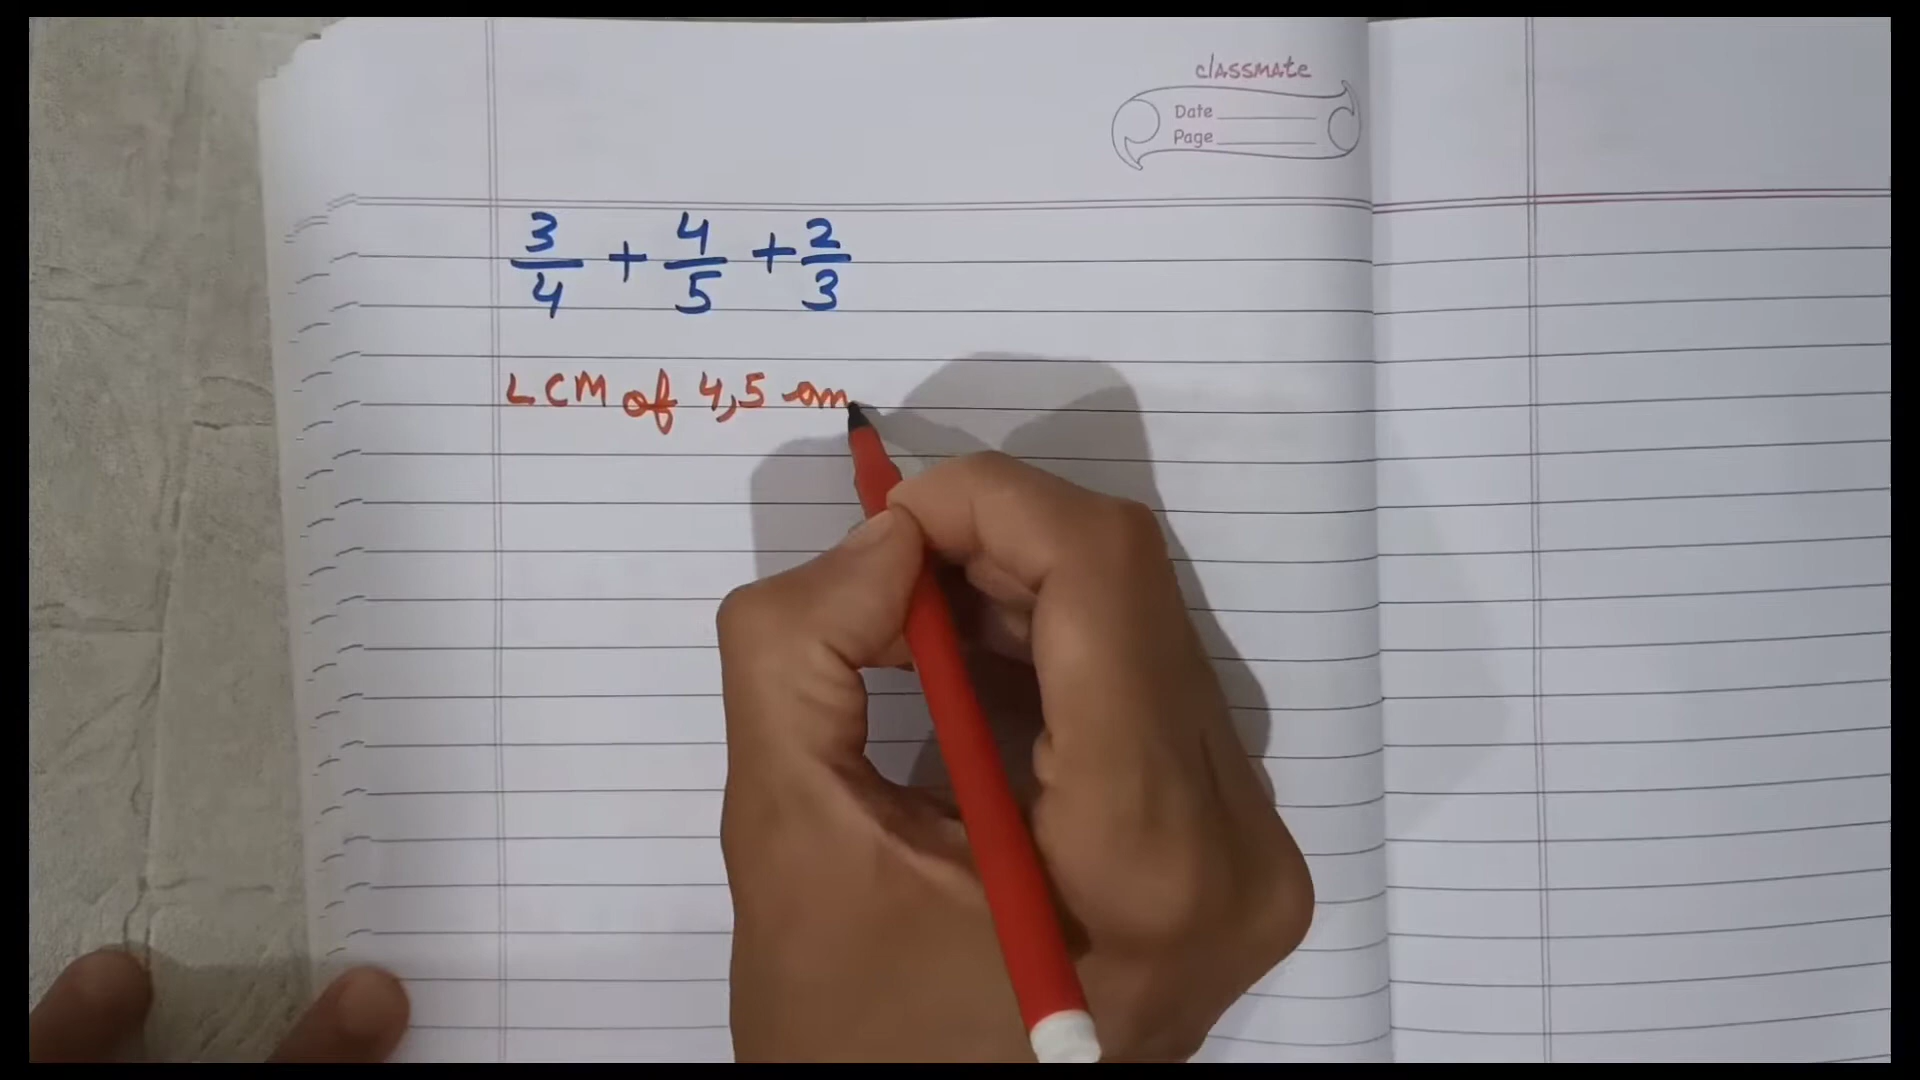 classmate
Date
Page
3/4 + 4/5 + 2/3
LCM of 4,5 an